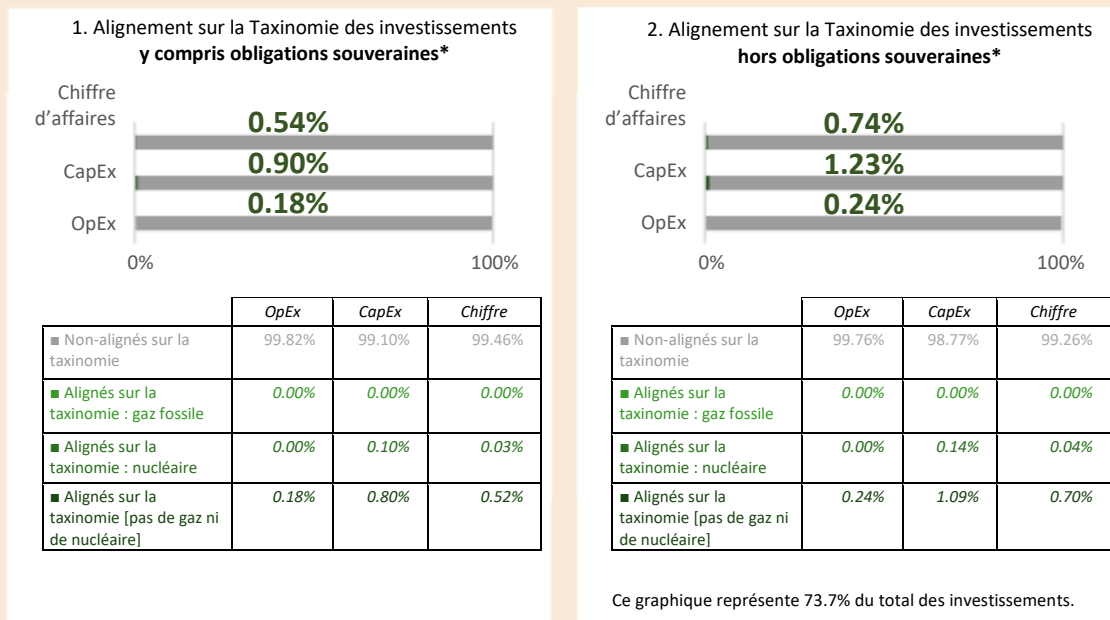 1. Alignement sur la Taxinomie des investissements
y compris obligations souveraines*
Chiffre
d’affaires
0.54%
CapEx
0.90%
OpEx
0.18%
0%
100%
OpEx CapEx Chiffre
■ Non-alignés sur la
taxinomie
99.82% 99.10% 99.46%
■ Alignés sur la
taxinomie : gaz fossile
0.00% 0.00% 0.00%
■ Alignés sur la
taxinomie : nucléaire
0.00% 0.10% 0.03%
■ Alignés sur la
taxinomie [pas de gaz ni
de nucléaire]
0.18% 0.80% 0.52%
2. Alignement sur la Taxinomie des investissements
hors obligations souveraines*
Chiffre
d’affaires
0.74%
CapEx
1.23%
OpEx
0.24%
0%
100%
OpEx CapEx Chiffre
■ Non-alignés sur la
taxinomie
99.76% 98.77% 99.26%
■ Alignés sur la
taxinomie : gaz fossile
0.00% 0.00% 0.00%
■ Alignés sur la
taxinomie : nucléaire
0.00% 0.14% 0.04%
■ Alignés sur la
taxinomie [pas de gaz ni
de nucléaire]
0.24% 1.09% 0.70%
Ce graphique représente 73.7% du total des investissements.